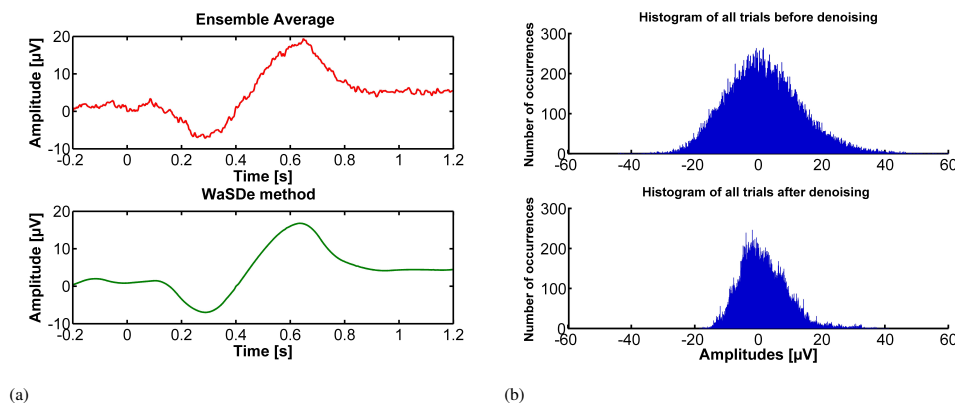 Ensemble Average
20
10
0
-10
Amplitude [µV]
-0.2 0 0.2 0.4 0.6 0.8 1 1.2
Time [s]
WaSDe method
20
10
0
-10
Amplitude [µV]
-0.2 0 0.2 0.4 0.6 0.8 1 1.2
Time [s]
(a)
Histogram of all trials before denoising
300
200
100
0
Number of occurrences
-60 -40 -20 0 20 40 60
Histogram of all trials after denoising
300
200
100
0
Number of occurrences
-60 -40 -20 0 20 40 60
Amplitudes [µV]
(b)